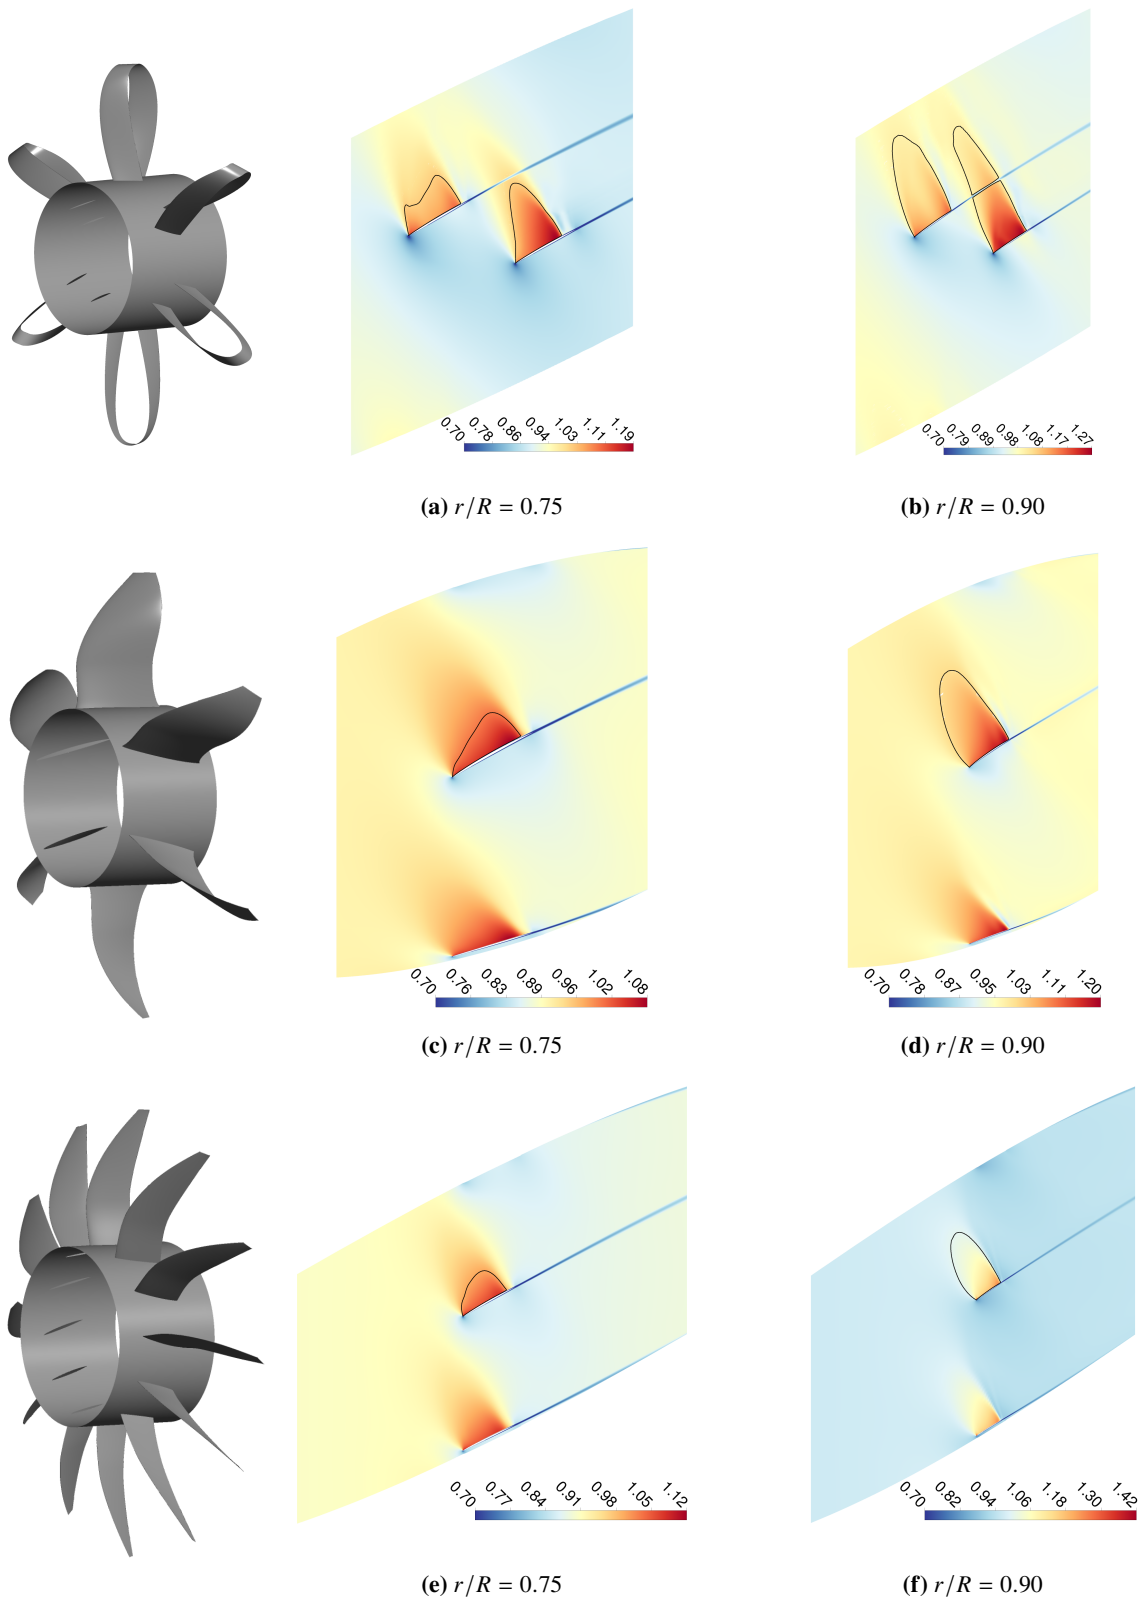 0.70 0.78 0.86 0.94 1.03 1.11 1.19
0.70 0.79 0.89 0.98 1.08 1.17 1.27
(a) r/R = 0.75
(b) r/R = 0.90
0.70 0.76 0.83 0.89 0.96 1.02 1.08
0.70 0.78 0.87 0.95 1.03 1.11 1.20
(c) r/R = 0.75
(d) r/R = 0.90
0.70 0.77 0.84 0.91 0.98 1.05 1.12
0.70 0.82 0.94 1.06 1.18 1.30 1.42
(e) r/R = 0.75
(f) r/R = 0.90